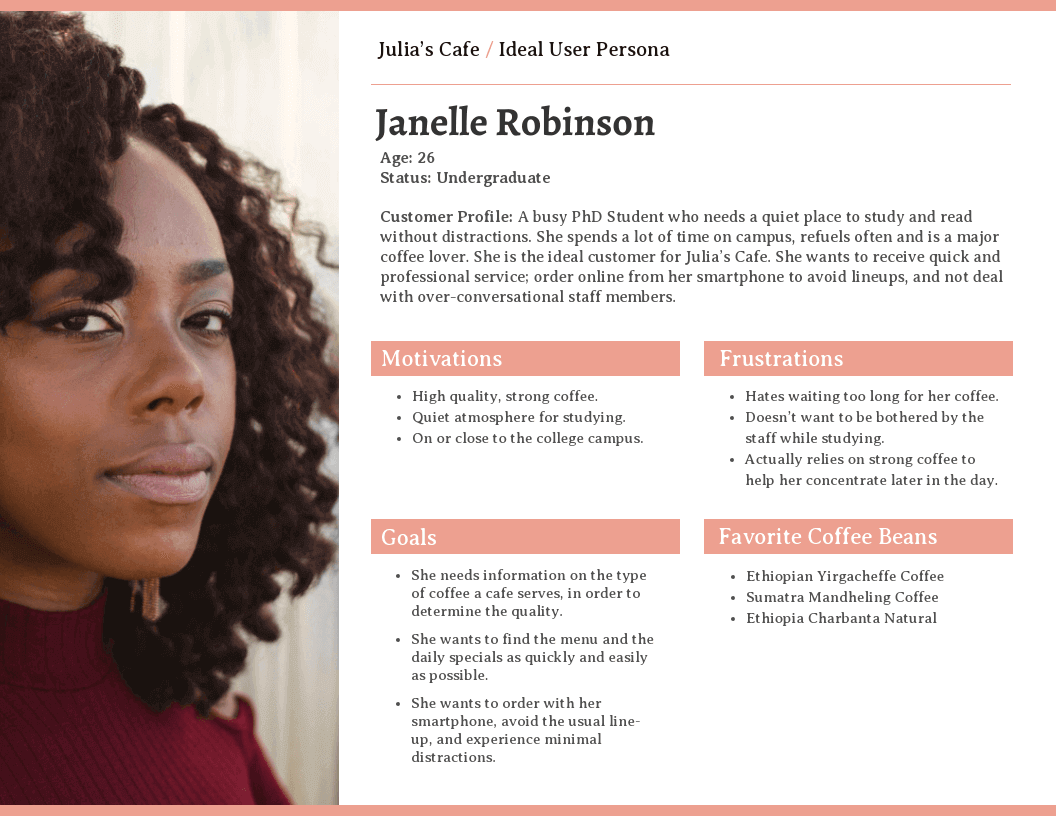 Julia's Cafe / Ideal User Persona
Janelle Robinson
Age: 26
Status: Undergraduate
Customer Profile: A busy PhD Student who needs a quiet place to study and read
without distractions. She spends a lot of time on campus, refuels often and is a major
coffee lover. She is the ideal customer for Julia's Cafe. She wants to receive quick and
professional service; order online from her smartphone to avoid lineups, and not deal
with over-conversational staff members.
Motivations
• High quality, strong coffee.
• Quiet atmosphere for studying.
• On or close to the college campus.
Frustrations
• Hates waiting too long for her coffee.
• Doesn't want to be bothered by the
staff while studying.
• Actually relies on strong coffee to
help her concentrate later in the day.
Goals
• She needs information on the type
of coffee a cafe serves, in order to
determine the quality.
• She wants to find the menu and the
daily specials as quickly and easily
as possible.
• She wants to order with her
smartphone, avoid the usual line-
up, and experience minimal
distractions.
Favorite Coffee Beans
• Ethiopian Yirgacheffe Coffee
• Sumatra Mandheling Coffee
• Ethiopia Charbanta Natural